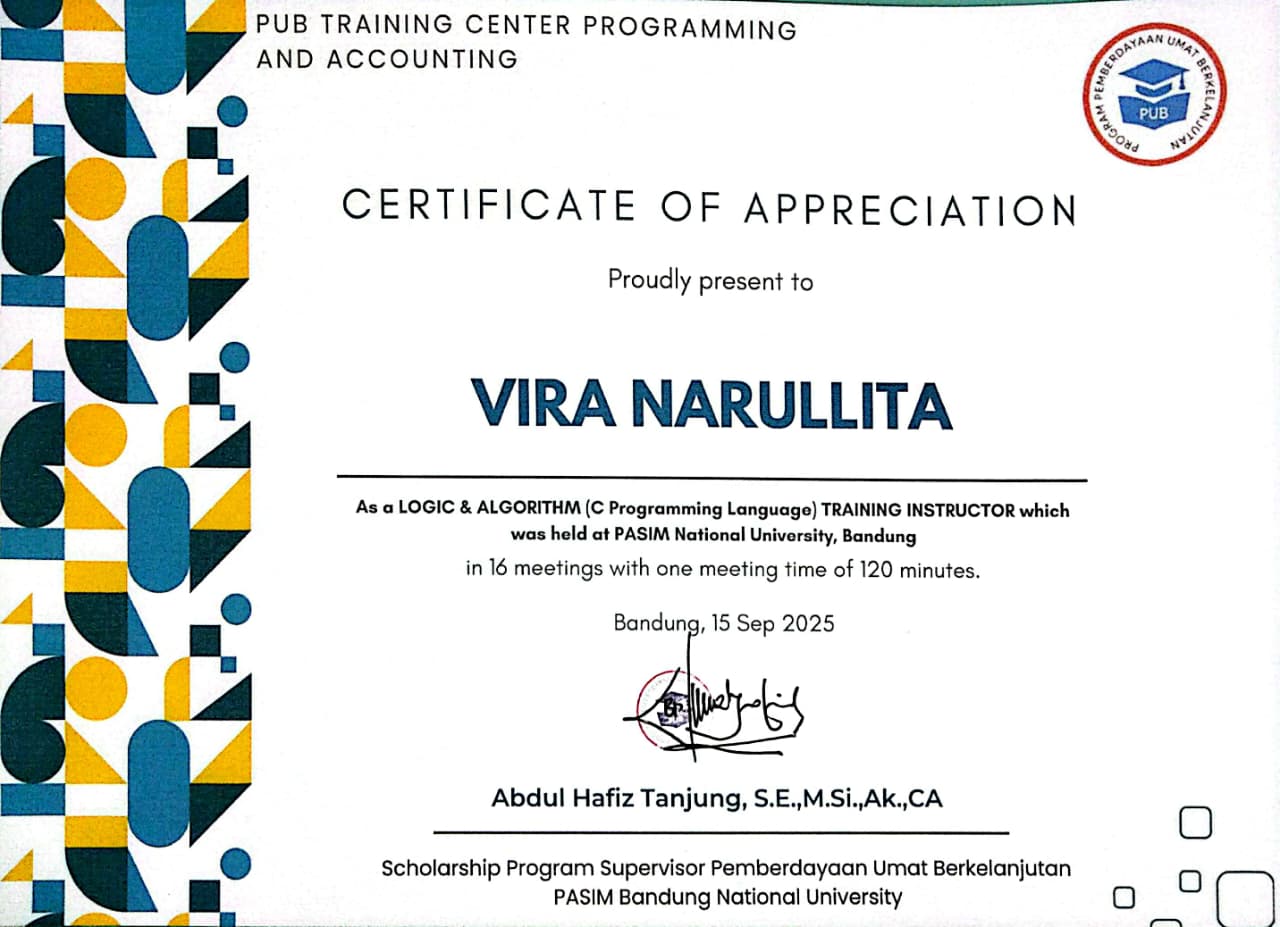 PUB TRAINING CENTER PROGRAMMING
AND ACCOUNTING
PROGRAM PEMBERDAYAAN UMAT BERKELANJUTAN
PUB
CERTIFICATE OF APPRECIATION
Proudly present to
VIRA NARULLITA
As a LOGIC & ALGORITHM (C Programming Language) TRAINING INSTRUCTOR which
was held at PASIM National University, Bandung
in 16 meetings with one meeting time of 120 minutes.
Bandung, 15 Sep 2025
Abdul Hafiz Tanjung, S.E.,M.Si.,Ak.,CA
Scholarship Program Supervisor Pemberdayaan Umat Berkelanjutan
PASIM Bandung National University